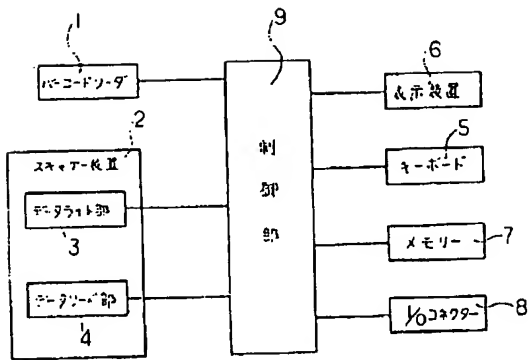 1
バーコードリーダ
2
スキャナー装置
データライト部
3
データリード部
4
9
制御部
6
表示装置
5
キーボード
メモリー
7
I/Oコネクター
8